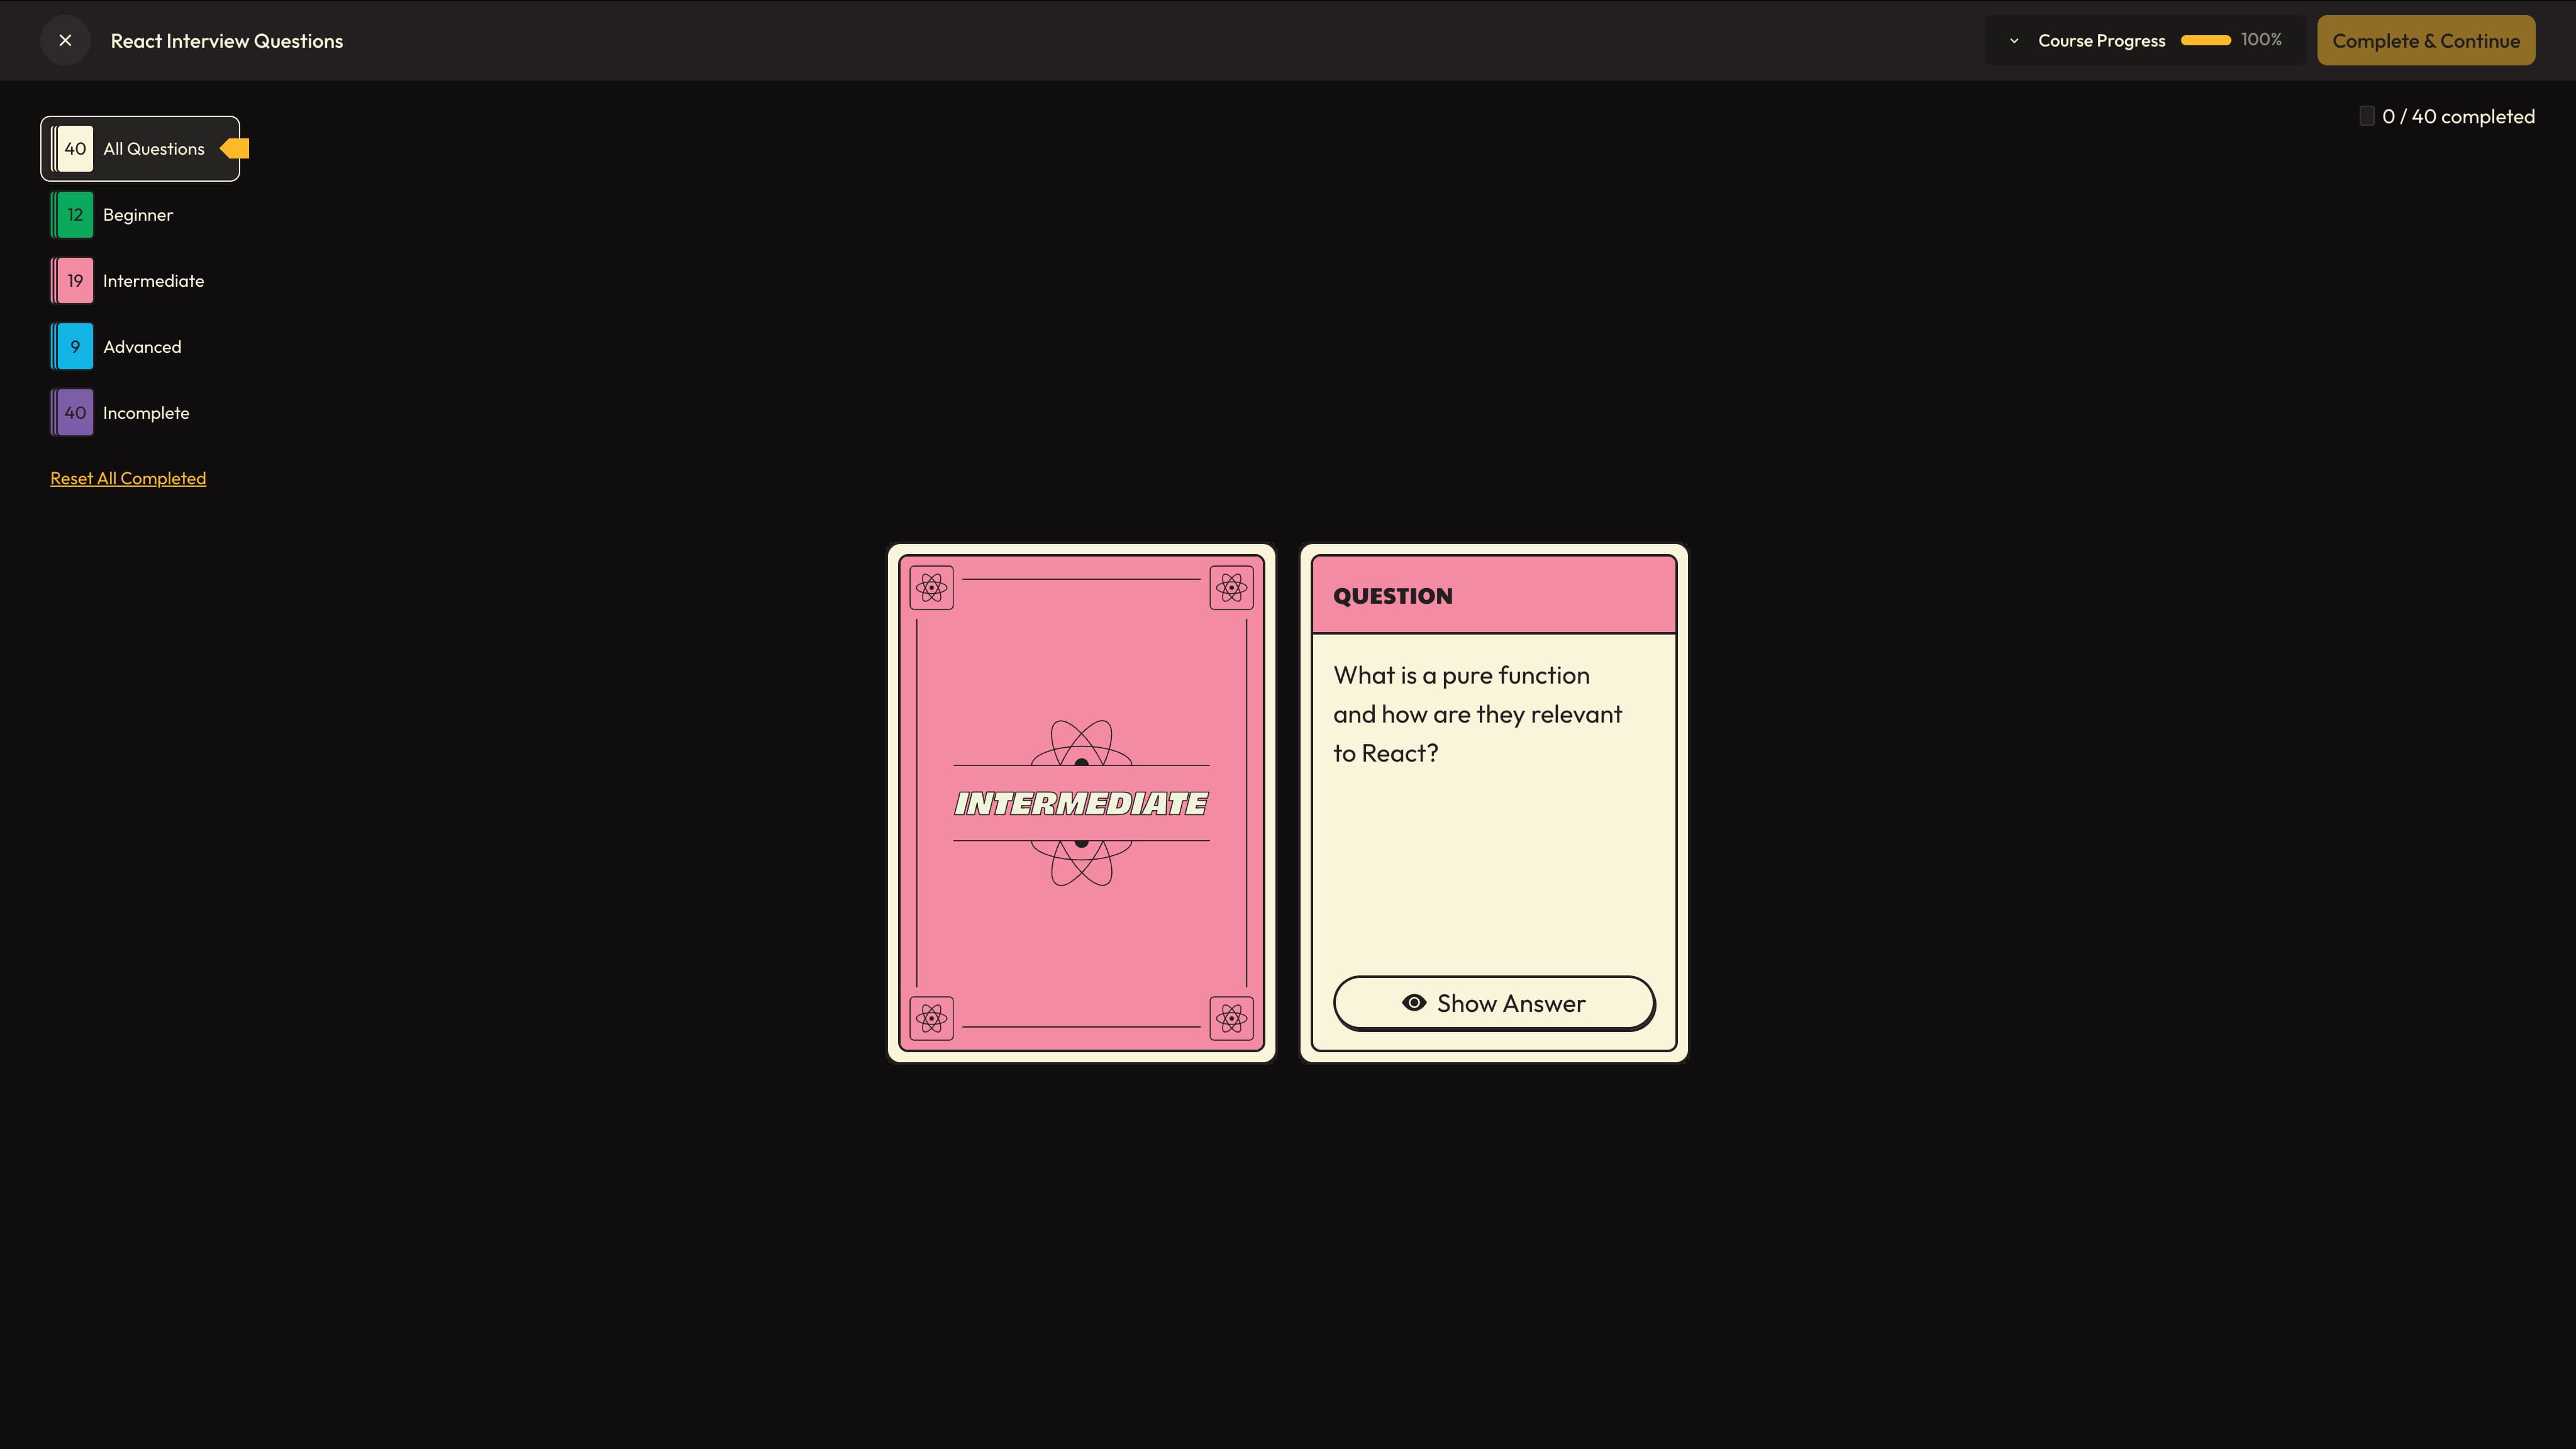 React Interview Questions
Course Progress
100%
Complete & Continue
0 / 40 completed
40
All Questions
12
Beginner
19
Intermediate
9
Advanced
40
Incomplete
Reset All Completed
INTERMEDIATE
QUESTION
What is a pure function
and how are they relevant
to React?
Show Answer